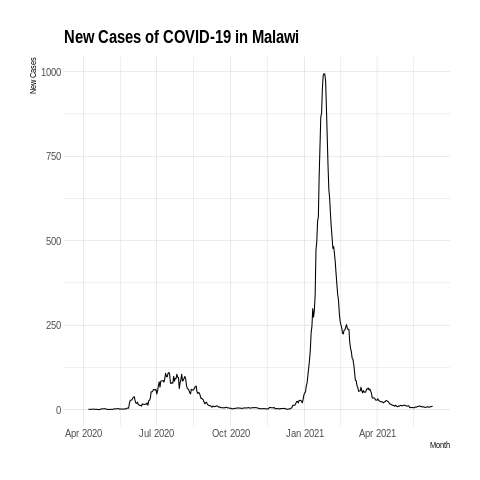 New Cases of COVID-19 in Malawi
New Cases
1000
750
500
250
0
Apr 2020 Jul 2020 Oct 2020 Jan 2021 Apr 2021
Month